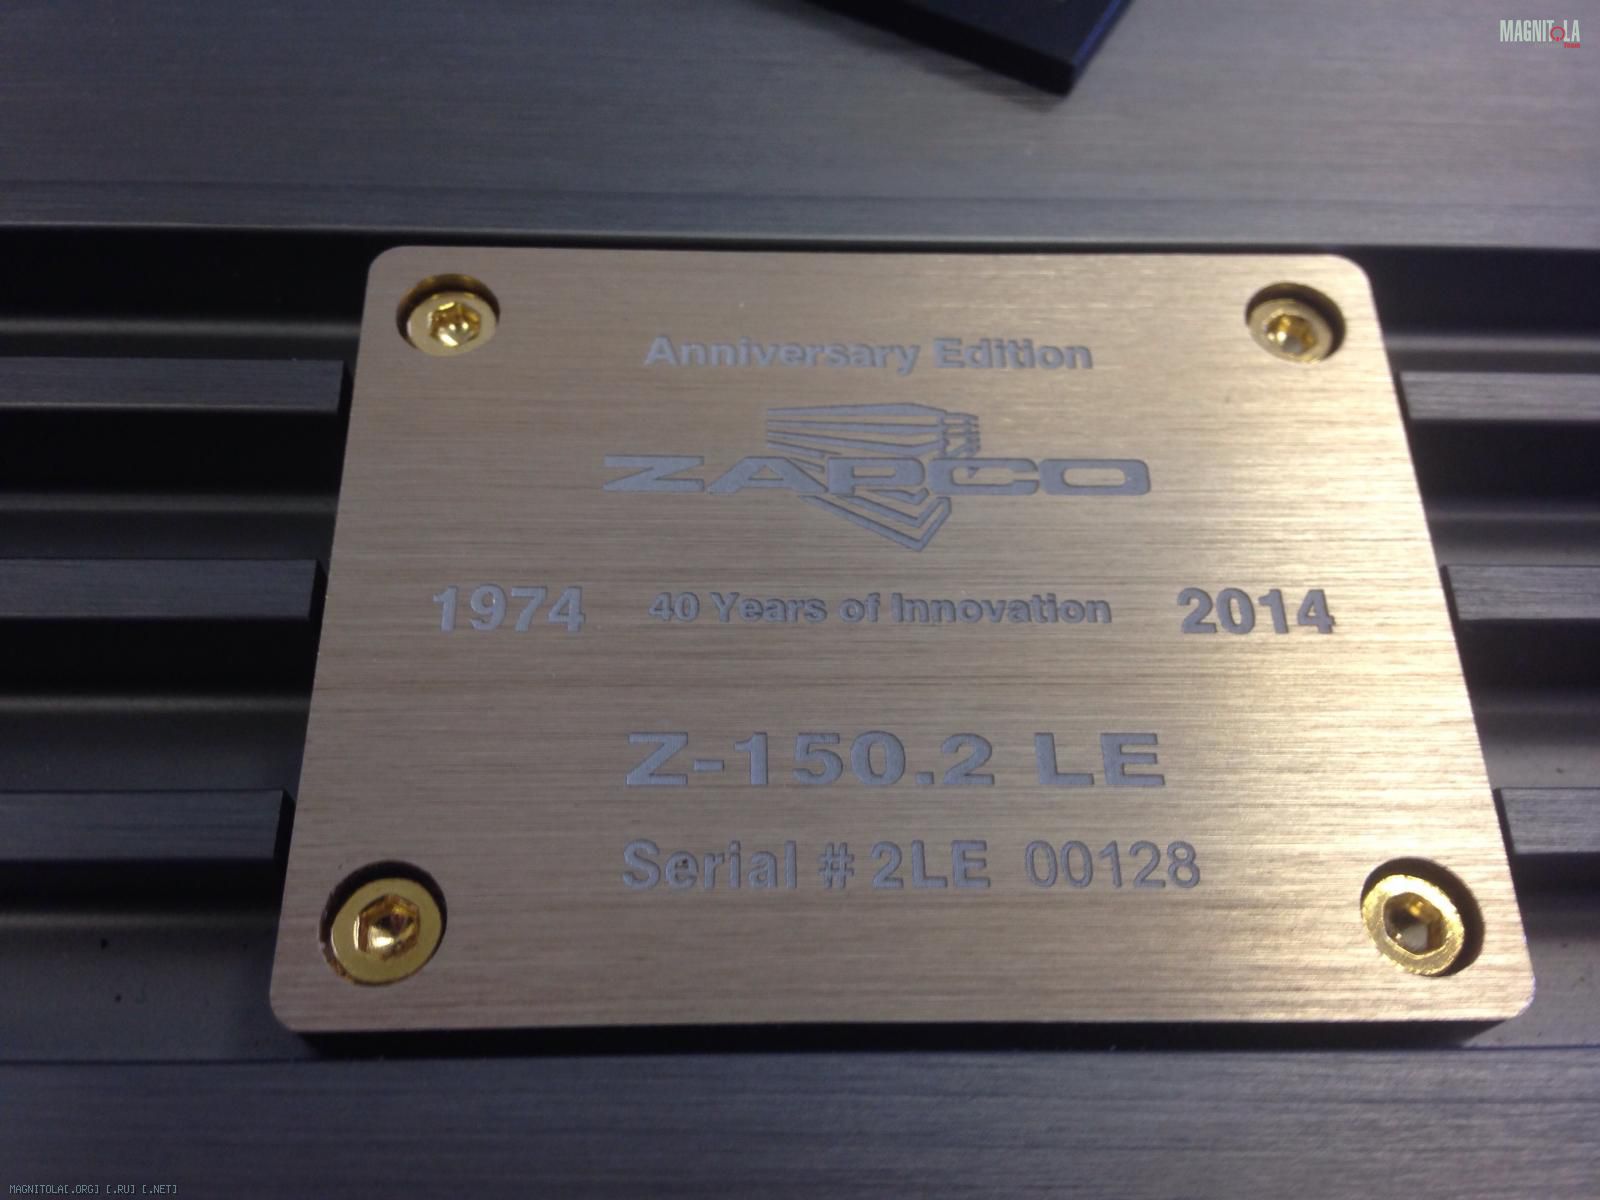 MAGNITOLA
Team
Anniversary Edition
ZAPCO
1974 40 Years of Innovation 2014
Z-150.2 LE
Serial # 2LE 00128
MAGNITOLA[.ORG] [.RU] [.NET]